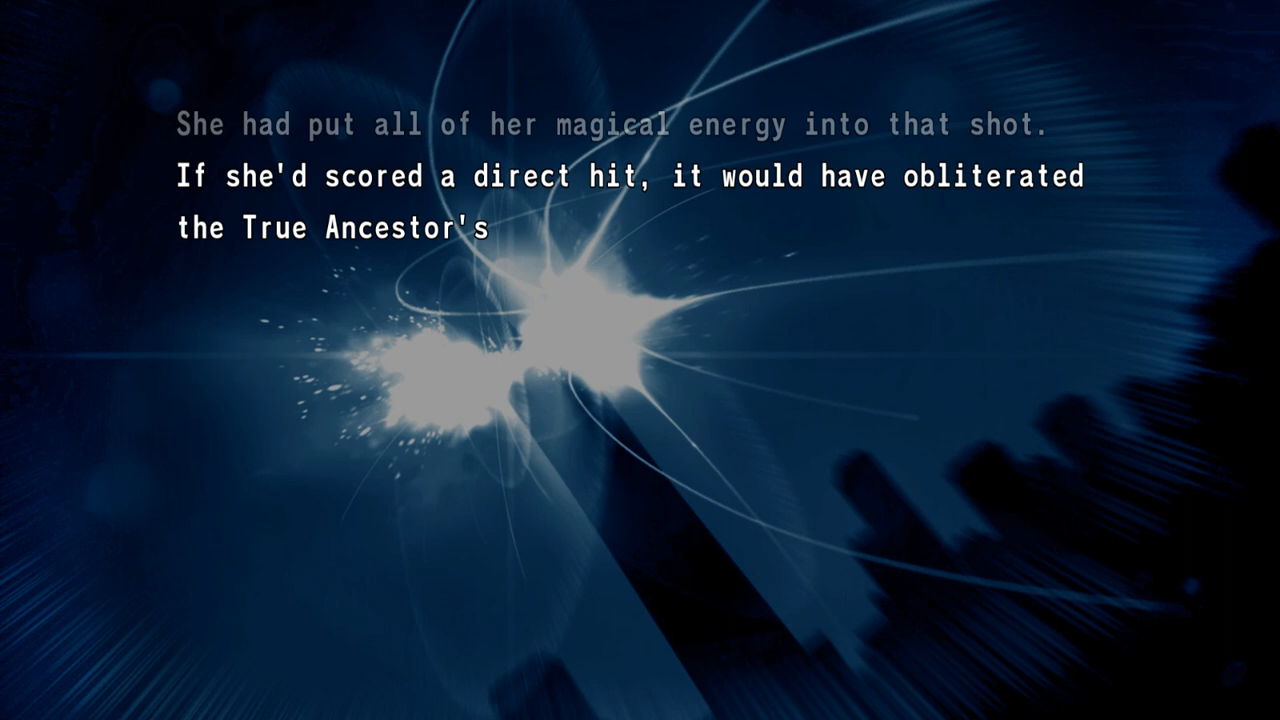 She had put all of her magical energy into that shot.
If she'd scored a direct hit, it would have obliterated
the True Ancestor's